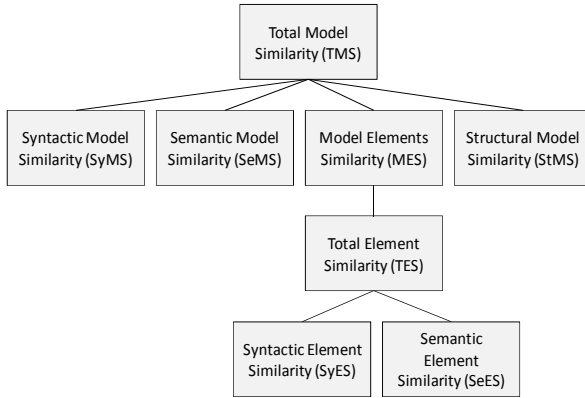 Total Model
Similarity (TMS)
Syntactic Model
Similarity (SyMS)
Semantic Model
Similarity (SeMS)
Model Elements
Similarity (MES)
Structural Model
Similarity (StMS)
Total Element
Similarity (TES)
Syntactic Element
Similarity (SyES)
Semantic
Element
Similarity (SeES)